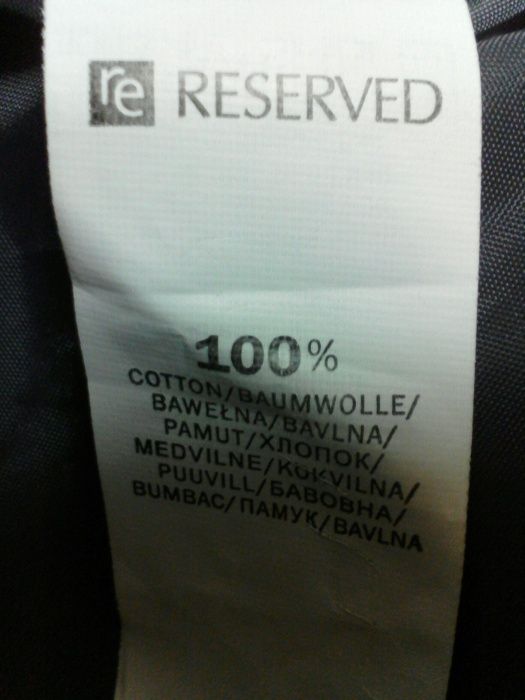 re RESERVED
100%
COTTON/BAUMWOLLE/
BAWEŁNA/BAVLNA/
PAMUT/ХЛОПОК/
MEDVILNE/KOKVILNA/
PUUVILL/БАВОВНА/
BUMBAC/ПАМУК/BAVLNA